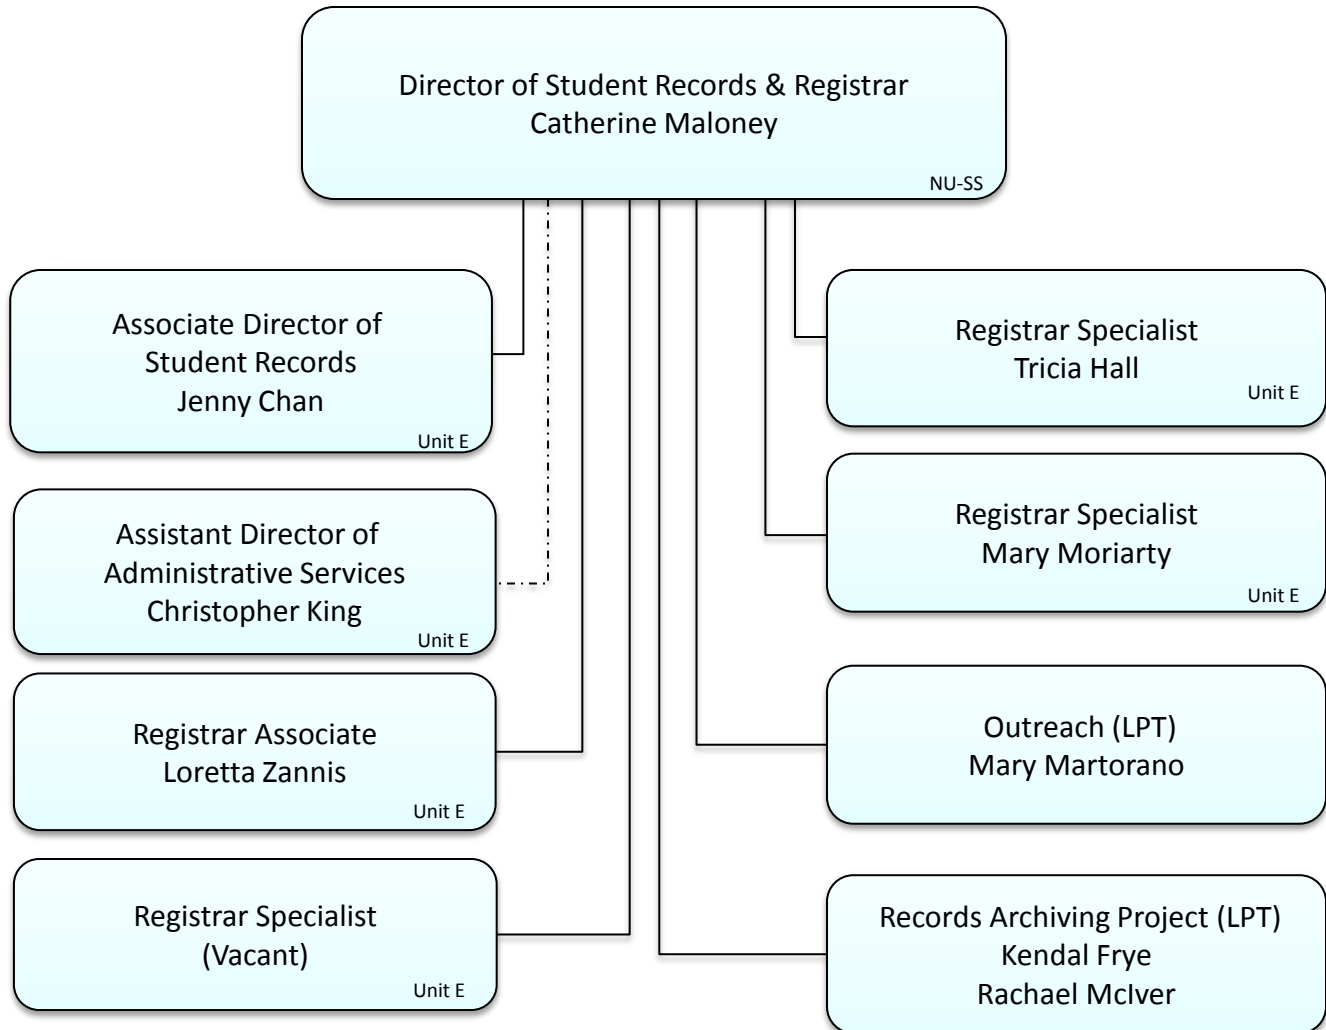 Director of Student Records & Registrar
Catherine Maloney
NU-SS
Associate Director of
Student Records
Jenny Chan
Unit E
Assistant Director of
Administrative Services
Christopher King
Unit E
Registrar Associate
Loretta Zannis
Unit E
Registrar Specialist
(Vacant)
Unit E
Registrar Specialist
Tricia Hall
Unit E
Registrar Specialist
Mary Moriarty
Unit E
Outreach (LPT)
Mary Martorano
Records Archiving Project (LPT)
Kendal Frye
Rachael McIver